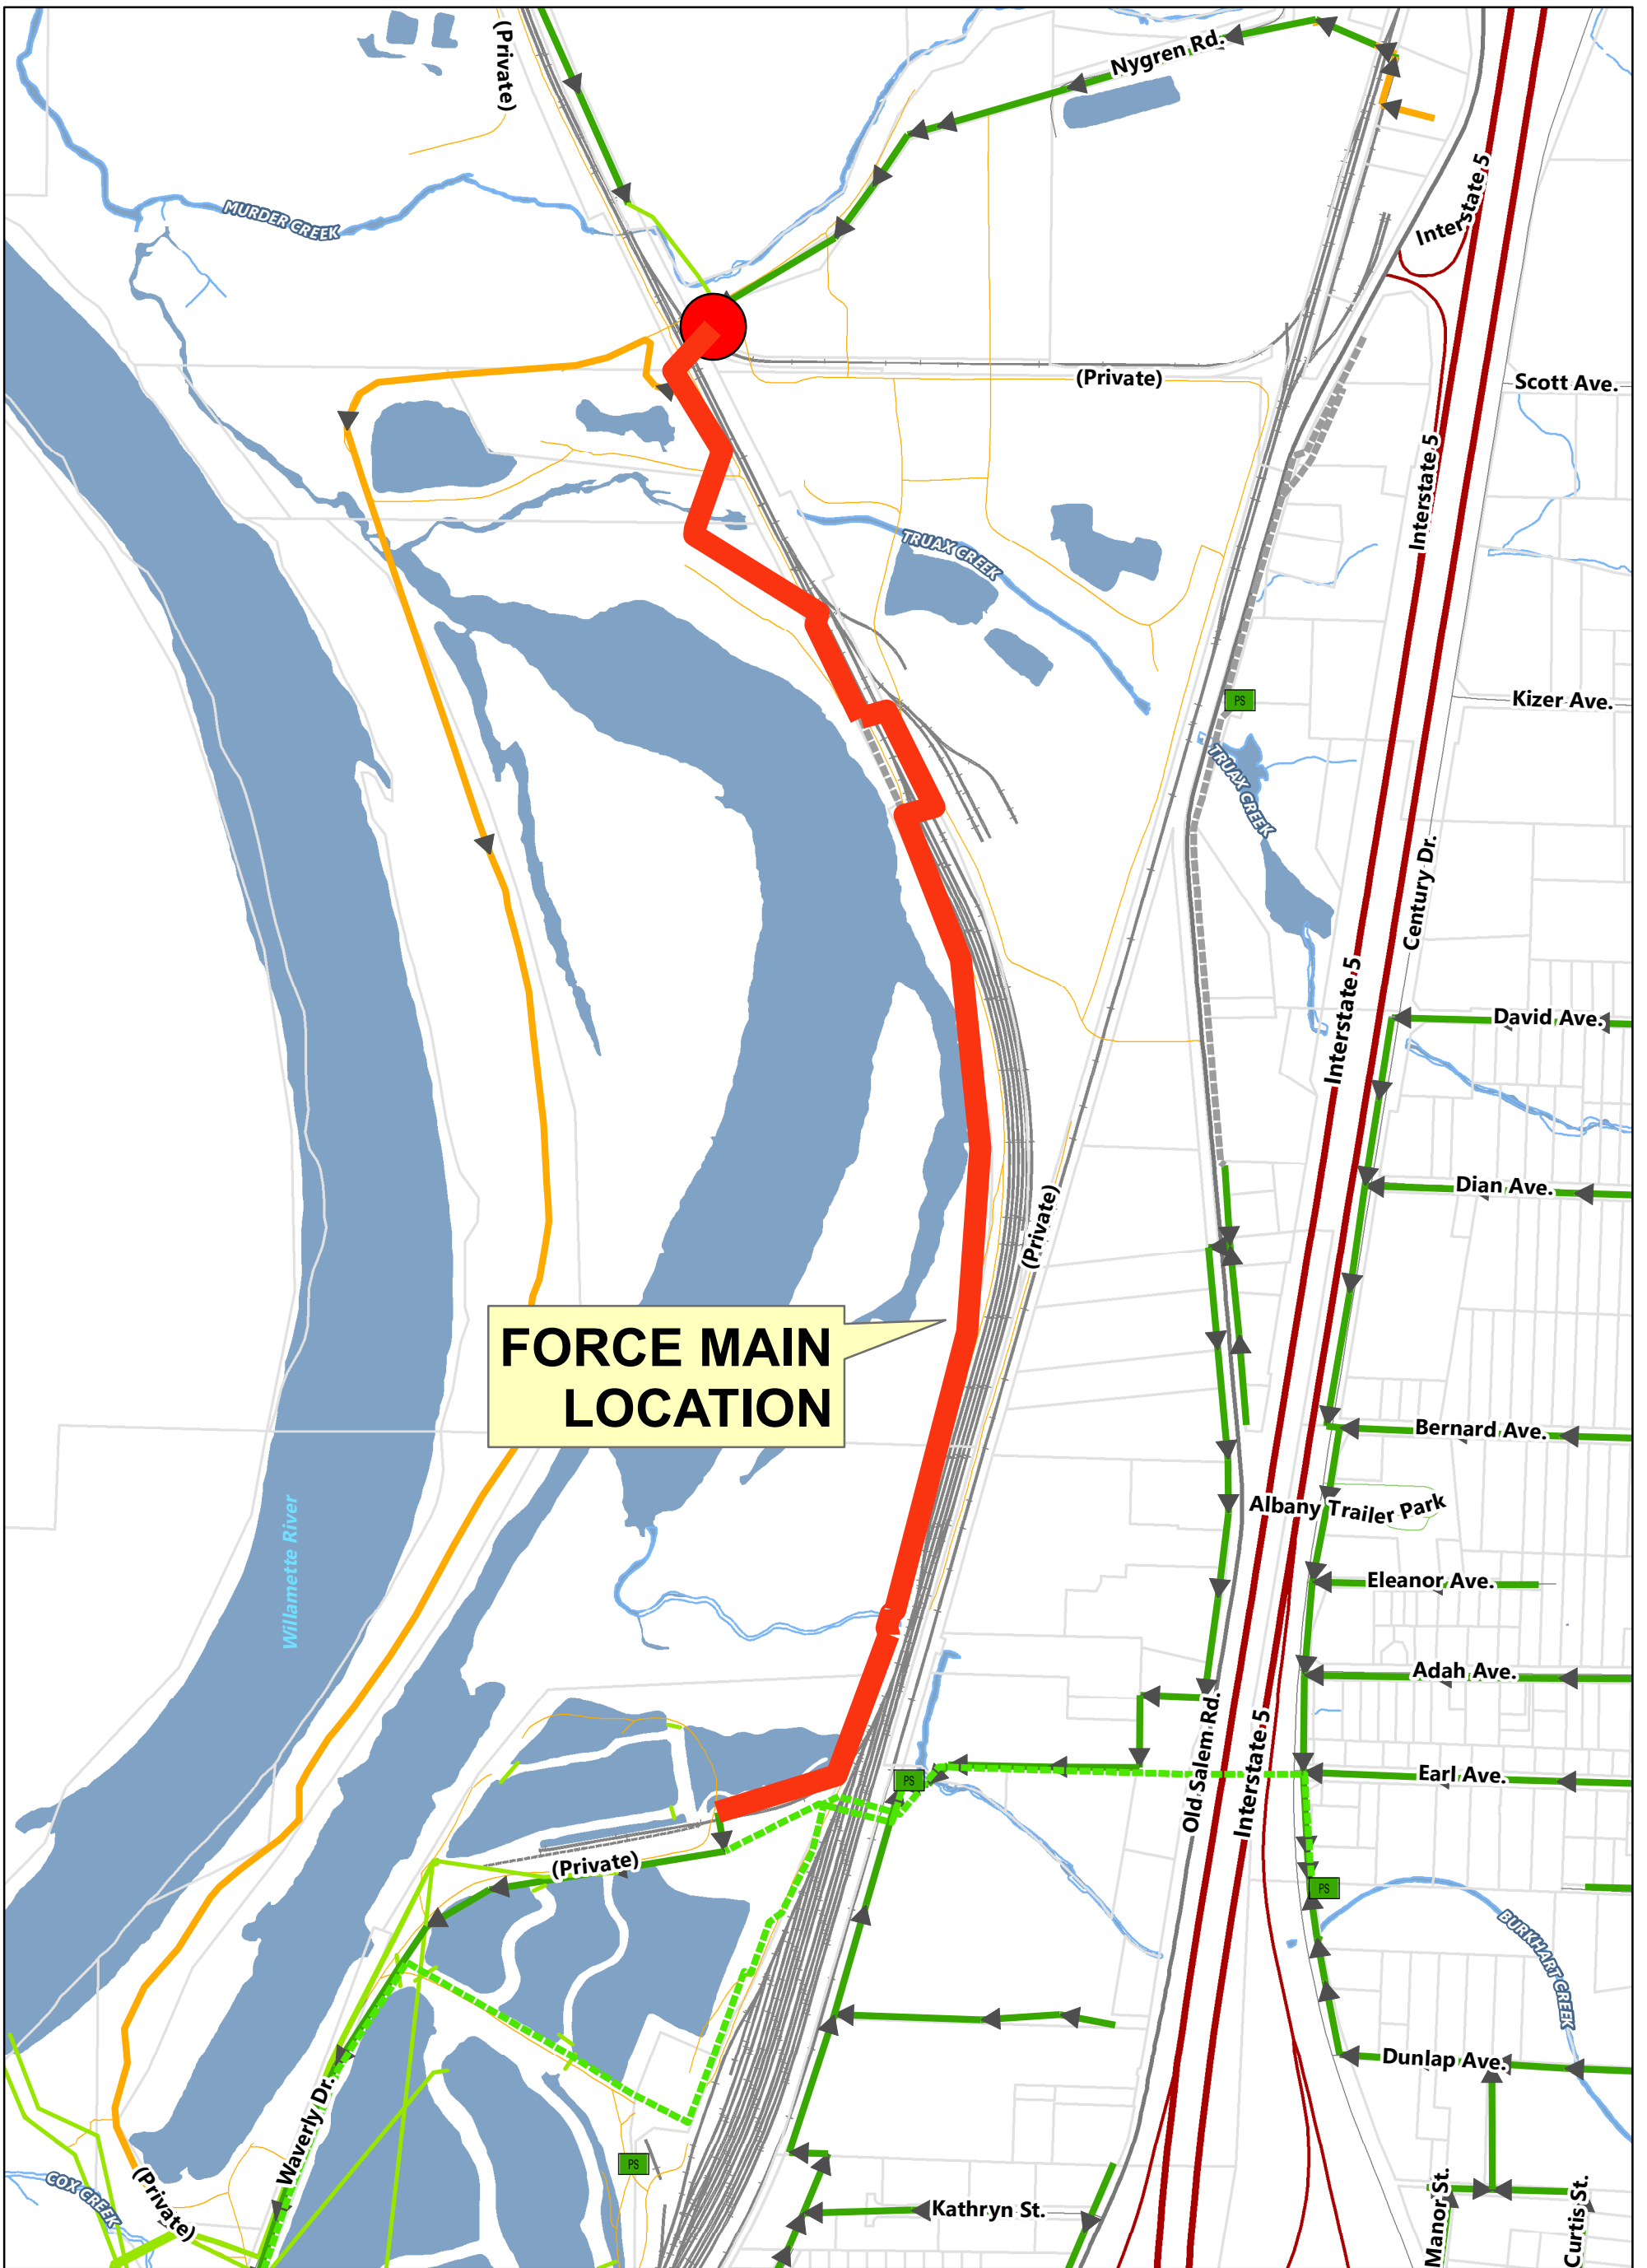 (Private)
Nygren Rd.
MURDER CREEK
Interstate 5
(Private)
Scott Ave.
Interstate 5
TRUAX CREEK
PS
Kizer Ave.
TRUAX CREEK
Century Dr.
Interstate 5
David Ave.
Dian Ave.
(Private)
FORCE MAIN
LOCATION
Bernard Ave.
Albany Trailer Park
Willamette River
Eleanor Ave.
Adah Ave.
Old Salem Rd.
Interstate 5
PS
Earl Ave.
(Private)
PS
BURKHART CREEK
Dunlap Ave.
Waverly Dr.
PS
COX CREEK
(Private)
Kathryn St.
Manor St.
Curtis St.